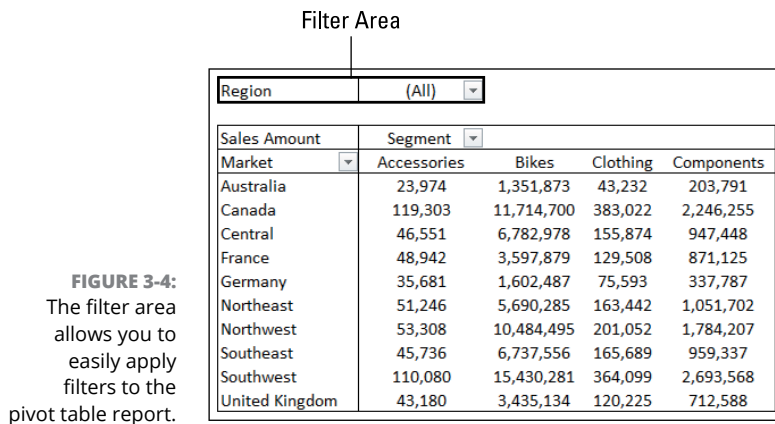 Filter Area
Region (All)
Sales Amount Segment
Market Accessories Bikes Clothing Components
Australia 23,974 1,351,873 43,232 203,791
Canada 119,303 11,714,700 383,022 2,246,255
Central 46,551 6,782,978 155,874 947,448
France 48,942 3,597,879 129,508 871,125
Germany 35,681 1,602,487 75,593 337,787
Northeast 51,246 5,690,285 163,442 1,051,702
Northwest 53,308 10,484,495 201,052 1,784,207
Southeast 45,736 6,737,556 165,689 959,337
Southwest 110,080 15,430,281 364,099 2,693,568
United Kingdom 43,180 3,435,134 120,225 712,588
FIGURE 3-4:
The filter area
allows you to
easily apply
filters to the
pivot table report.